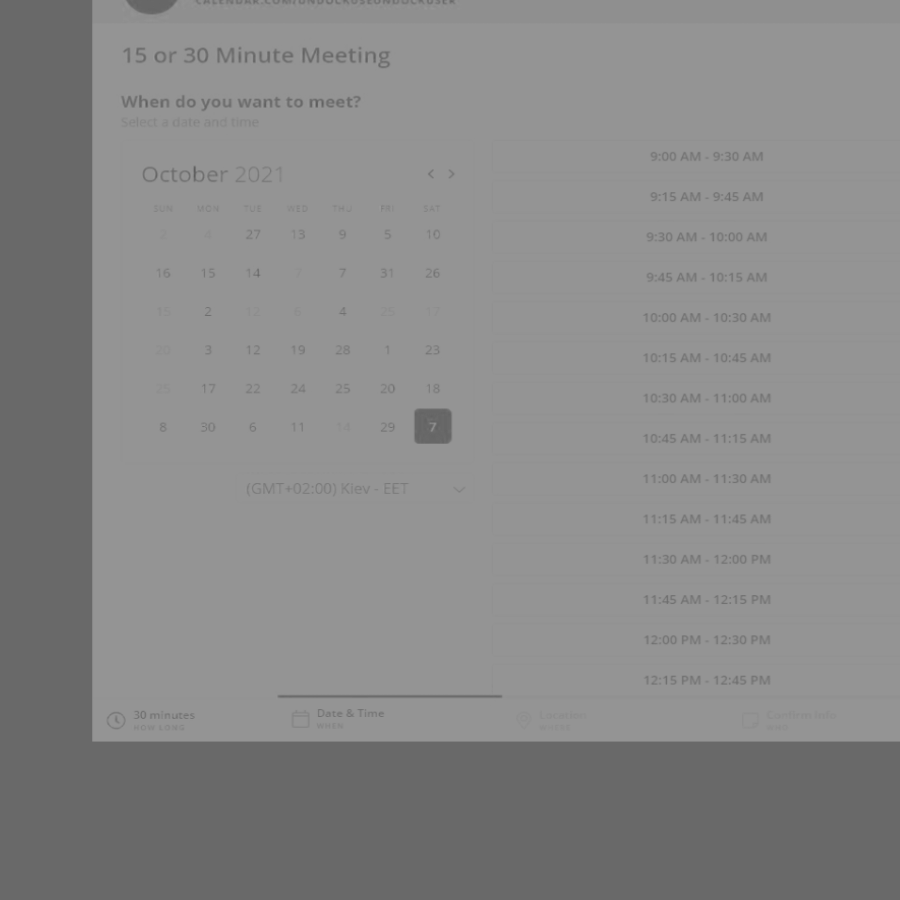 CALENDAR.COM/UNDOCKUSEUNDOCKUSER
15 or 30 Minute Meeting
When do you want to meet?
Select a date and time
October 2021
SUN MON TUE WED THU FRI SAT
3 4 27 13 9 5 10
16 15 14 7 7 31 26
15 2 12 6 4 25 17
20 3 12 19 28 1 23
26 17 22 24 25 20 18
8 30 6 11 14 29 7
(GMT+02:00) Kiev - EET
9:00 AM - 9:30 AM
9:15 AM - 9:45 AM
9:30 AM - 10:00 AM
9:45 AM - 10:15 AM
10:00 AM - 10:30 AM
10:15 AM - 10:45 AM
10:30 AM - 11:00 AM
10:45 AM - 11:15 AM
11:00 AM - 11:30 AM
11:15 AM - 11:45 AM
11:30 AM - 12:00 PM
11:45 AM - 12:15 PM
12:00 PM - 12:30 PM
12:15 PM - 12:45 PM
30 minutes
HOW LONG
Date & Time
WHEN
Location
WHERE
Confirm Info